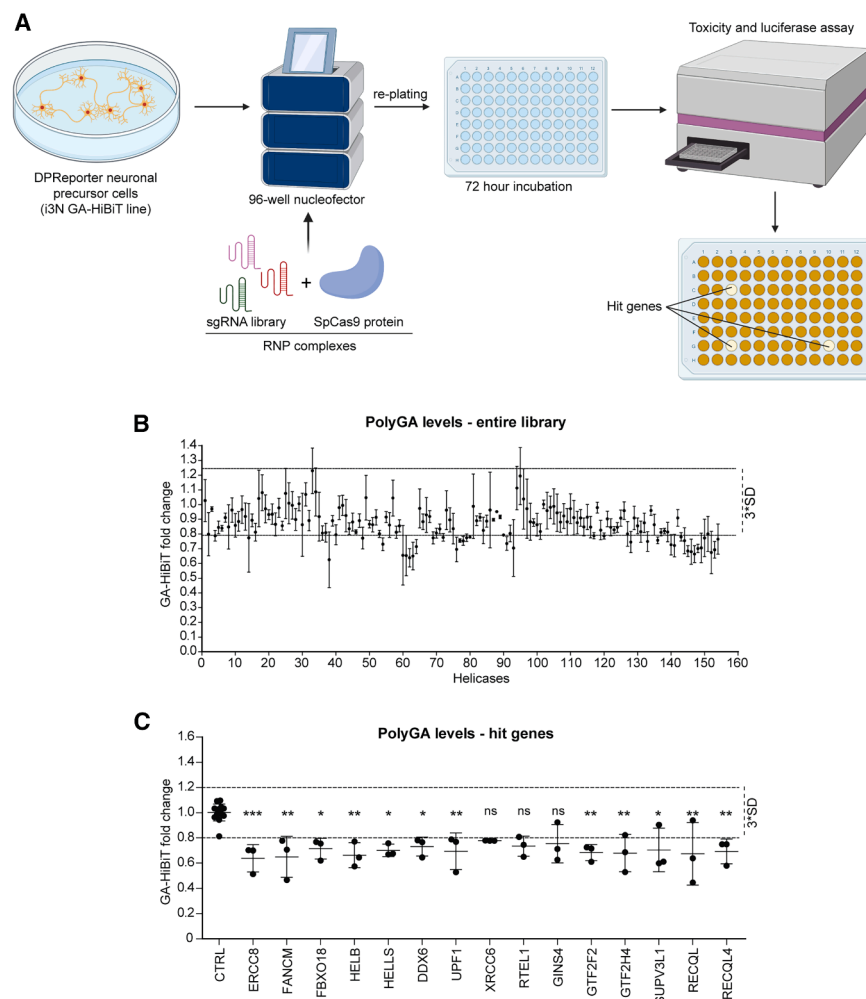 A
Toxicity and luciferase assay
re-plating
DPReporter neuronal
precursor cells
(i3N GA-HiBiT line)
96-well nucleofector
72 hour incubation
sgRNA library
+
SpCas9 protein
RNP complexes
Hit genes
B
PolyGA levels - entire library
GA-HiBiT fold change
1.4
1.3
1.2
1.1
1.0
0.9
0.8
0.7
0.6
0.5
0.4
0.3
0.2
0.1
0.0
0 10 20 30 40 50 60 70 80 90 100 110 120 130 140 150 160
Helicases
3*SD
C
PolyGA levels - hit genes
GA-HiBiT fold change
1.6
1.4
1.2
1.0
0.8
0.6
0.4
0.2
0
*** ** * ** * * ** ns ns ns ** ** * ** **
3*SD
CTRL
ERCC8
FANCM
FBXO18
HELB
HELLS
DDX6
UPF1
XRCC6
RTEL1
GINS4
GTF2F2
GTF2H4
SUPV3L1
RECQL
RECQL4